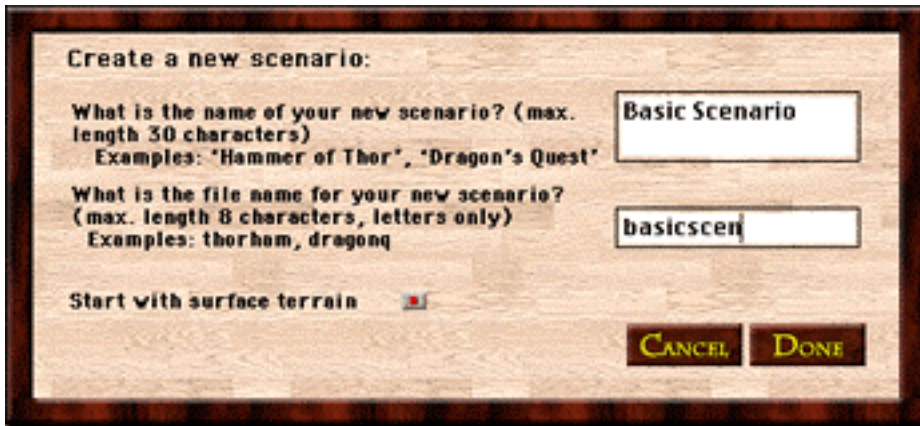 Create a new scenario:
What is the name of your new scenario? (max.
length 30 characters)
Examples: "Hammer of Thor", "Dragon's Quest"
Basic Scenario
What is the file name for your new scenario?
(max. length 8 characters, letters only)
Examples: thorham, dragonq
basicscen
Start with surface terrain
CANCEL DONE